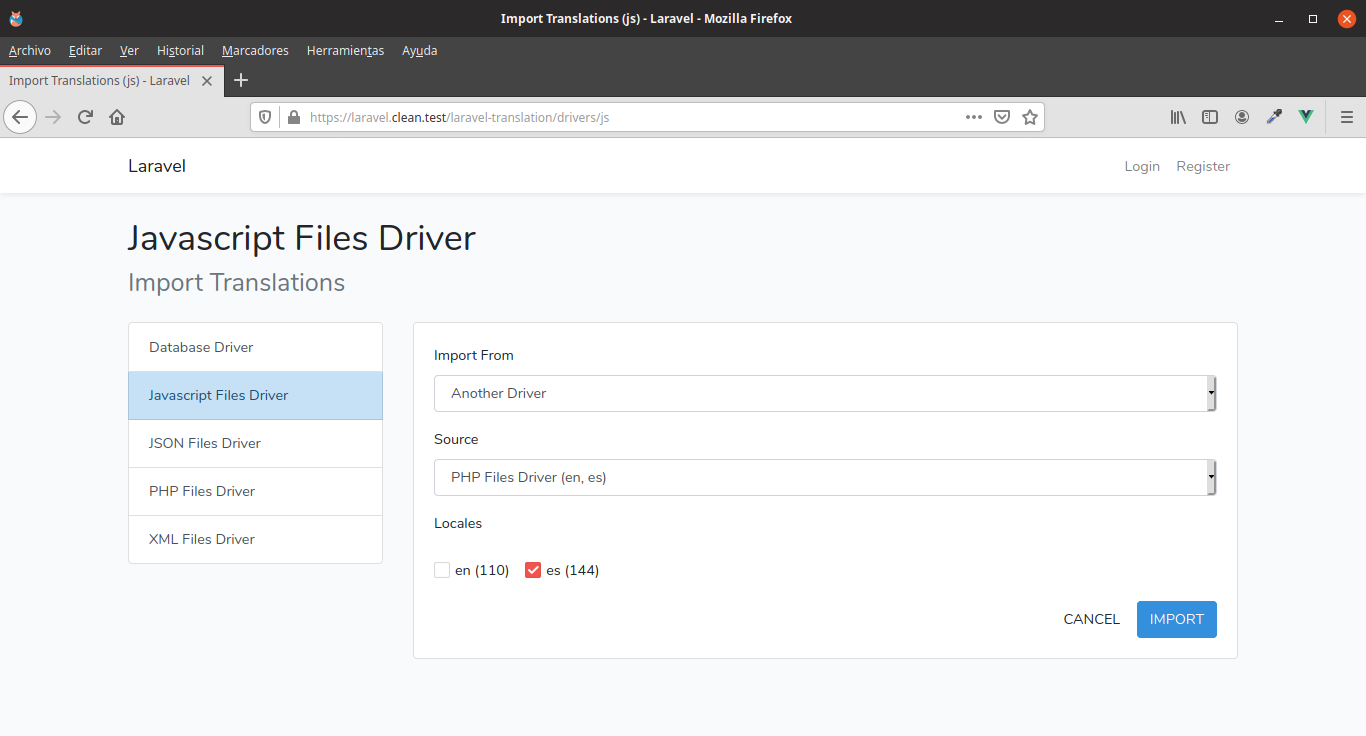 Import Translations (js) - Laravel - Mozilla Firefox
Archivo Editar Ver Historial Marcadores Herramientas Ayuda
Import Translations (js) - Laravel
https://laravel.clean.test/laravel-translation/drivers/js
Laravel Login Register
Javascript Files Driver
Import Translations
Database Driver
Javascript Files Driver
JSON Files Driver
PHP Files Driver
XML Files Driver
Import From
Another Driver
Source
PHP Files Driver (en, es)
Locales
en (110) es (144)
CANCEL IMPORT